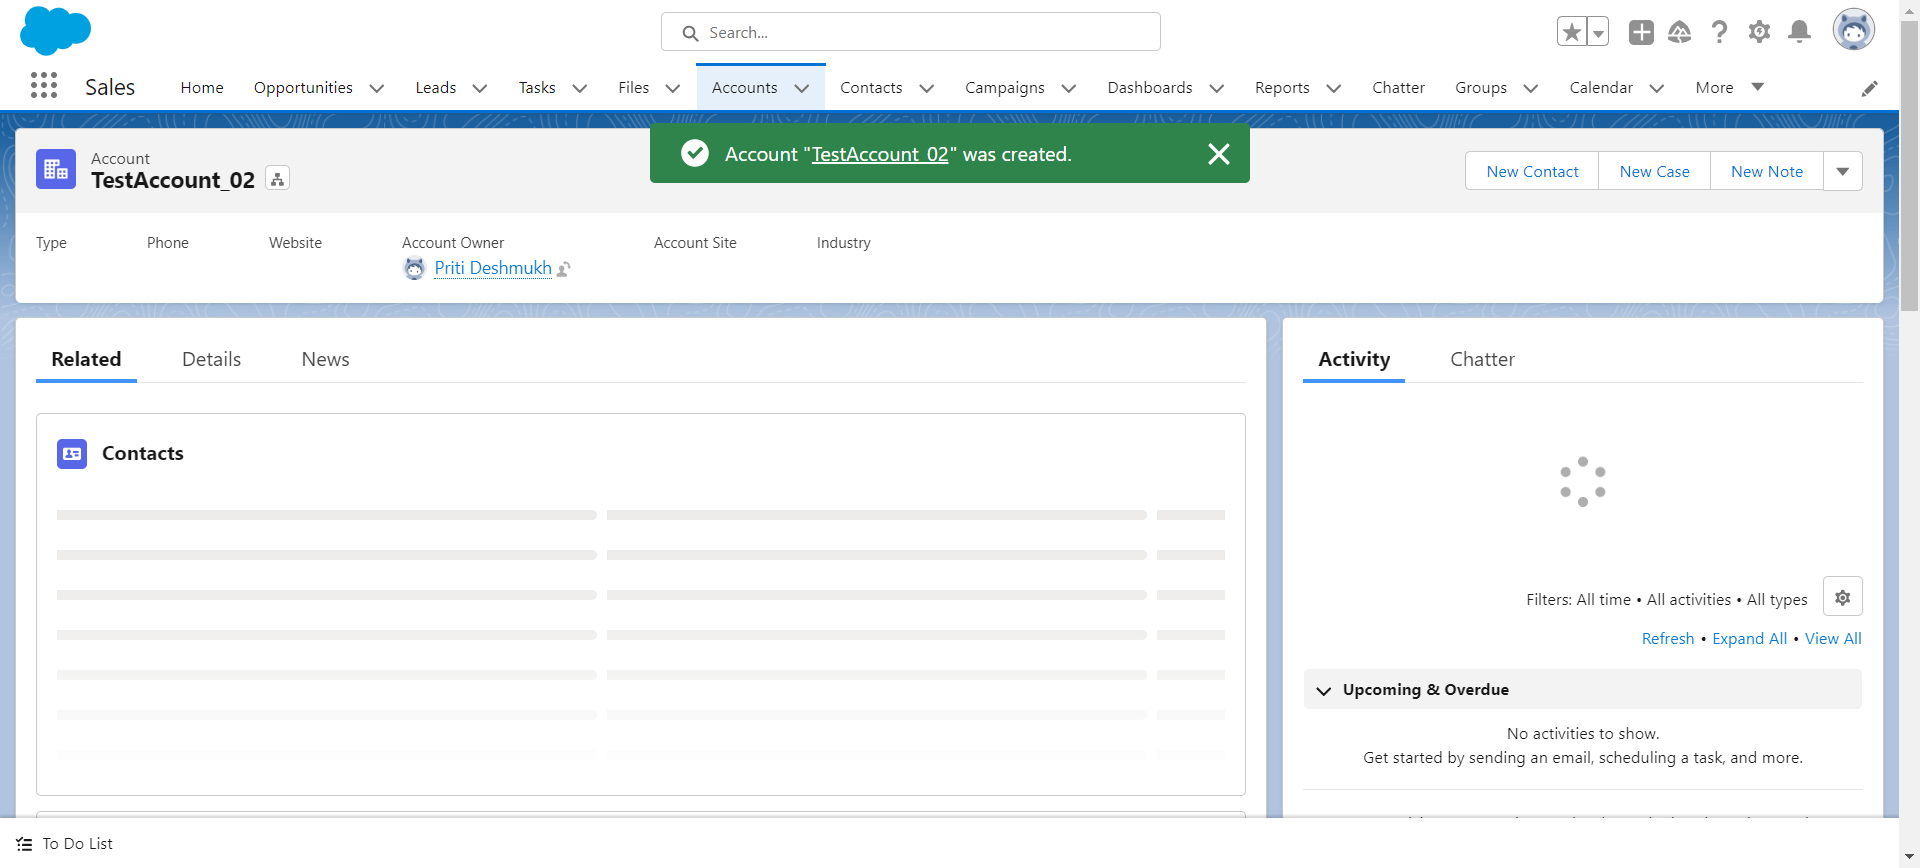 Search...
Sales
Home
Opportunities
Leads
Tasks
Files
Accounts
Contacts
Campaigns
Dashboards
Reports
Chatter
Groups
Calendar
More
Account
TestAccount_02
Account "TestAccount_02" was created.
New Contact
New Case
New Note
Type
Phone
Website
Account Owner
Account Site
Industry
Priti Deshmukh
Related
Details
News
Activity
Chatter
Contacts
Filters: All time • All activities • All types
Refresh • Expand All • View All
Upcoming & Overdue
No activities to show.
Get started by sending an email, scheduling a task, and more.
To Do List